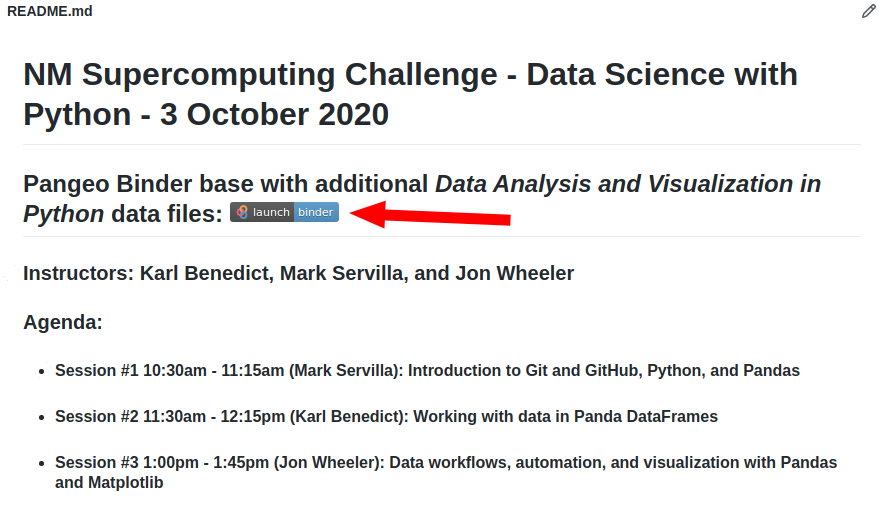 README.md
NM Supercomputing Challenge - Data Science with
Python - 3 October 2020
Pangeo Binder base with additional Data Analysis and Visualization in
Python data files: launch binder
Instructors: Karl Benedict, Mark Servilla, and Jon Wheeler
Agenda:
• Session #1 10:30am - 11:15am (Mark Servilla): Introduction to Git and GitHub, Python, and Pandas
• Session #2 11:30am - 12:15pm (Karl Benedict): Working with data in Panda DataFrames
• Session #3 1:00pm - 1:45pm (Jon Wheeler): Data workflows, automation, and visualization with Pandas
and Matplotlib